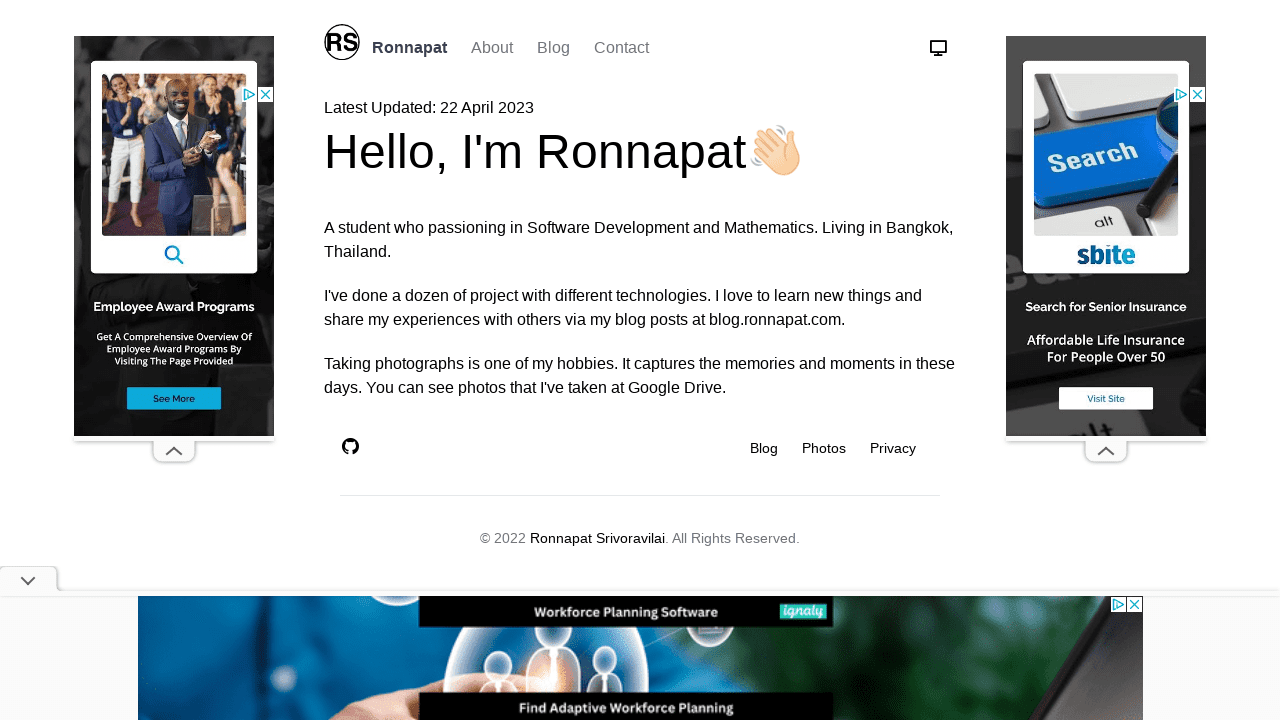 RS
Ronnapat About Blog Contact
Latest Updated: 22 April 2023
Hello, I'm Ronnapat👋🏻
A student who passioning in Software Development and Mathematics. Living in Bangkok,
Thailand.
I've done a dozen of project with different technologies. I love to learn new things and
share my experiences with others via my blog posts at blog.ronnapat.com.
Taking photographs is one of my hobbies. It captures the memories and moments in these
days. You can see photos that I've taken at Google Drive.
Blog Photos Privacy
© 2022 Ronnapat Srivoravilai. All Rights Reserved.
Employee Award Programs
Get A Comprehensive Overview Of
Employee Award Programs By
Visiting The Page Provided
See More
Search
alt
sbite
Search for Senior Insurance
Affordable Life Insurance
For People Over 50
Visit Site
Workforce Planning Software
ignaly
Find Adaptive Workforce Planning